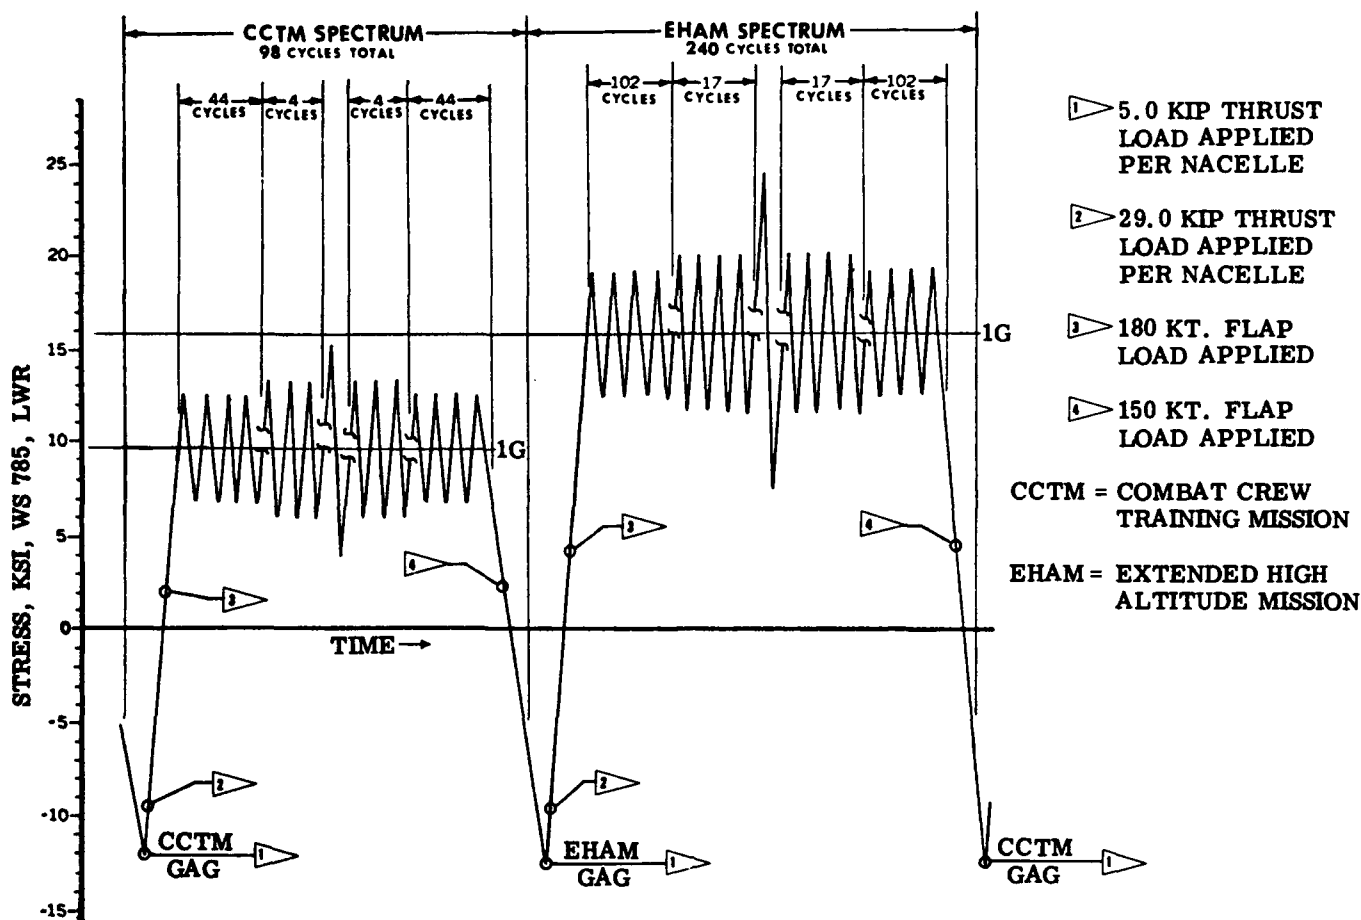 CCTM SPECTRUM
98 CYCLES TOTAL
EHAM SPECTRUM
240 CYCLES TOTAL
44 CYCLES
4 CYCLES
4 CYCLES
44 CYCLES
102 CYCLES
17 CYCLES
17 CYCLES
102 CYCLES
STRESS, KSI, WS 785, LWR
25
20
15
10
5
0
-5
-10
-15
1G
1G
3
4
3
4
TIME
2
2
CCTM
GAG
1
EHAM
GAG
1
CCTM
GAG
1
1 5.0 KIP THRUST
LOAD APPLIED
PER NACELLE
2 29.0 KIP THRUST
LOAD APPLIED
PER NACELLE
3 180 KT. FLAP
LOAD APPLIED
4 150 KT. FLAP
LOAD APPLIED
CCTM = COMBAT CREW
TRAINING MISSION
EHAM = EXTENDED HIGH
ALTITUDE MISSION